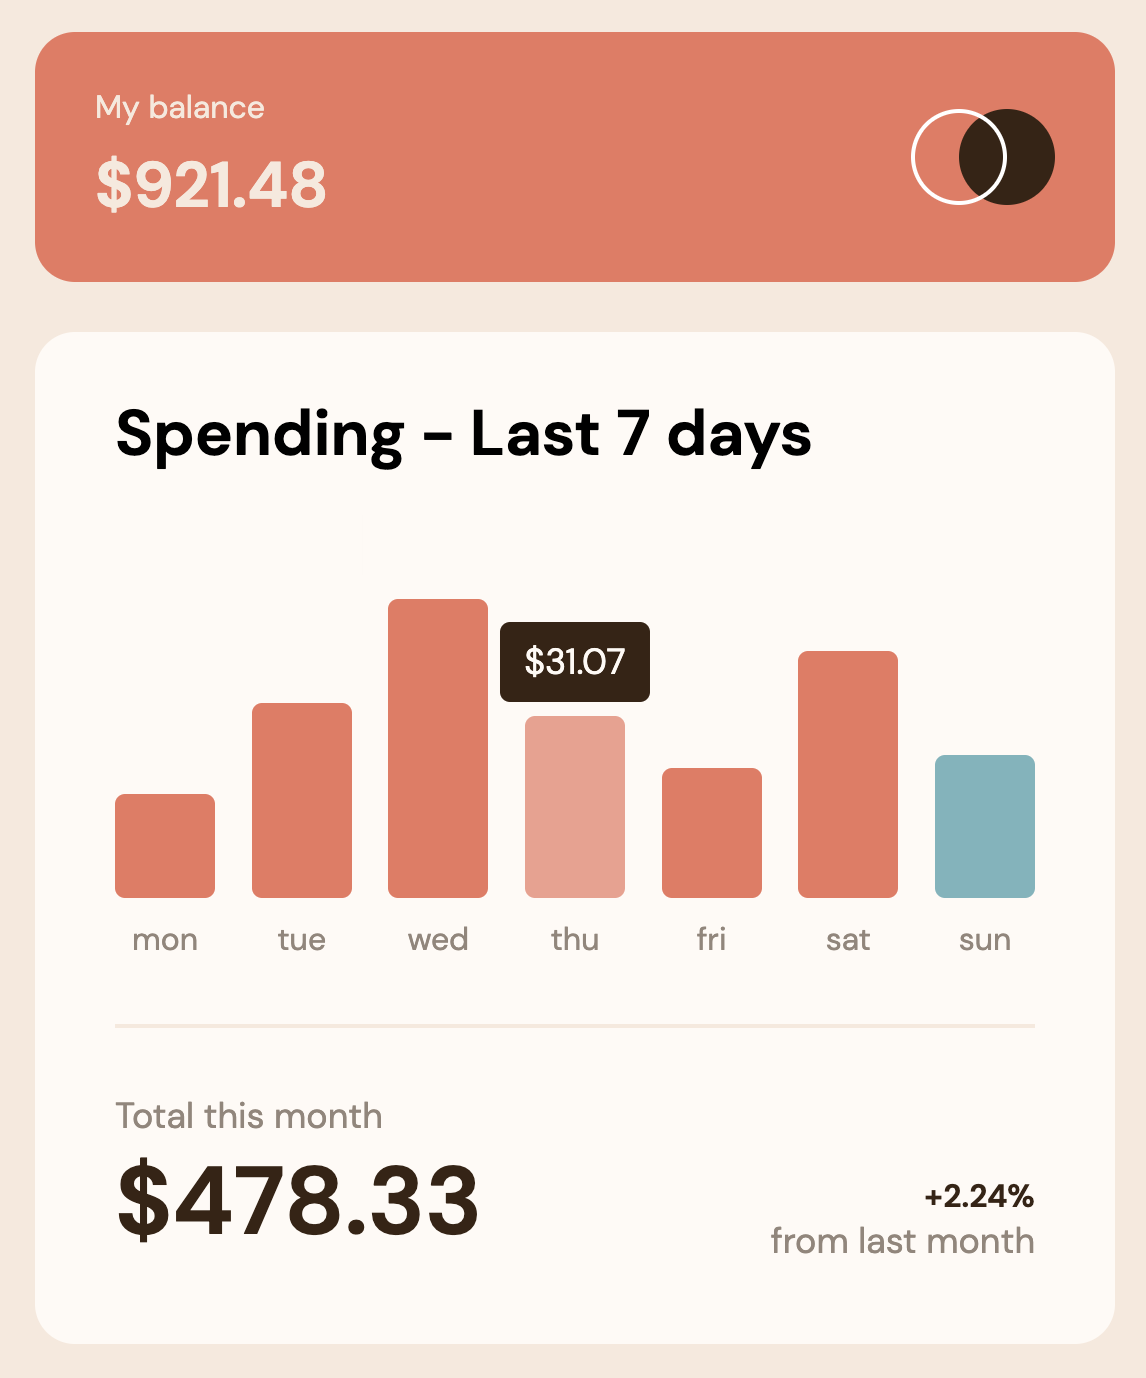 My balance
$921.48
Spending - Last 7 days
$31.07
mon tue wed thu fri sat sun
Total this month
$478.33
+2.24%
from last month